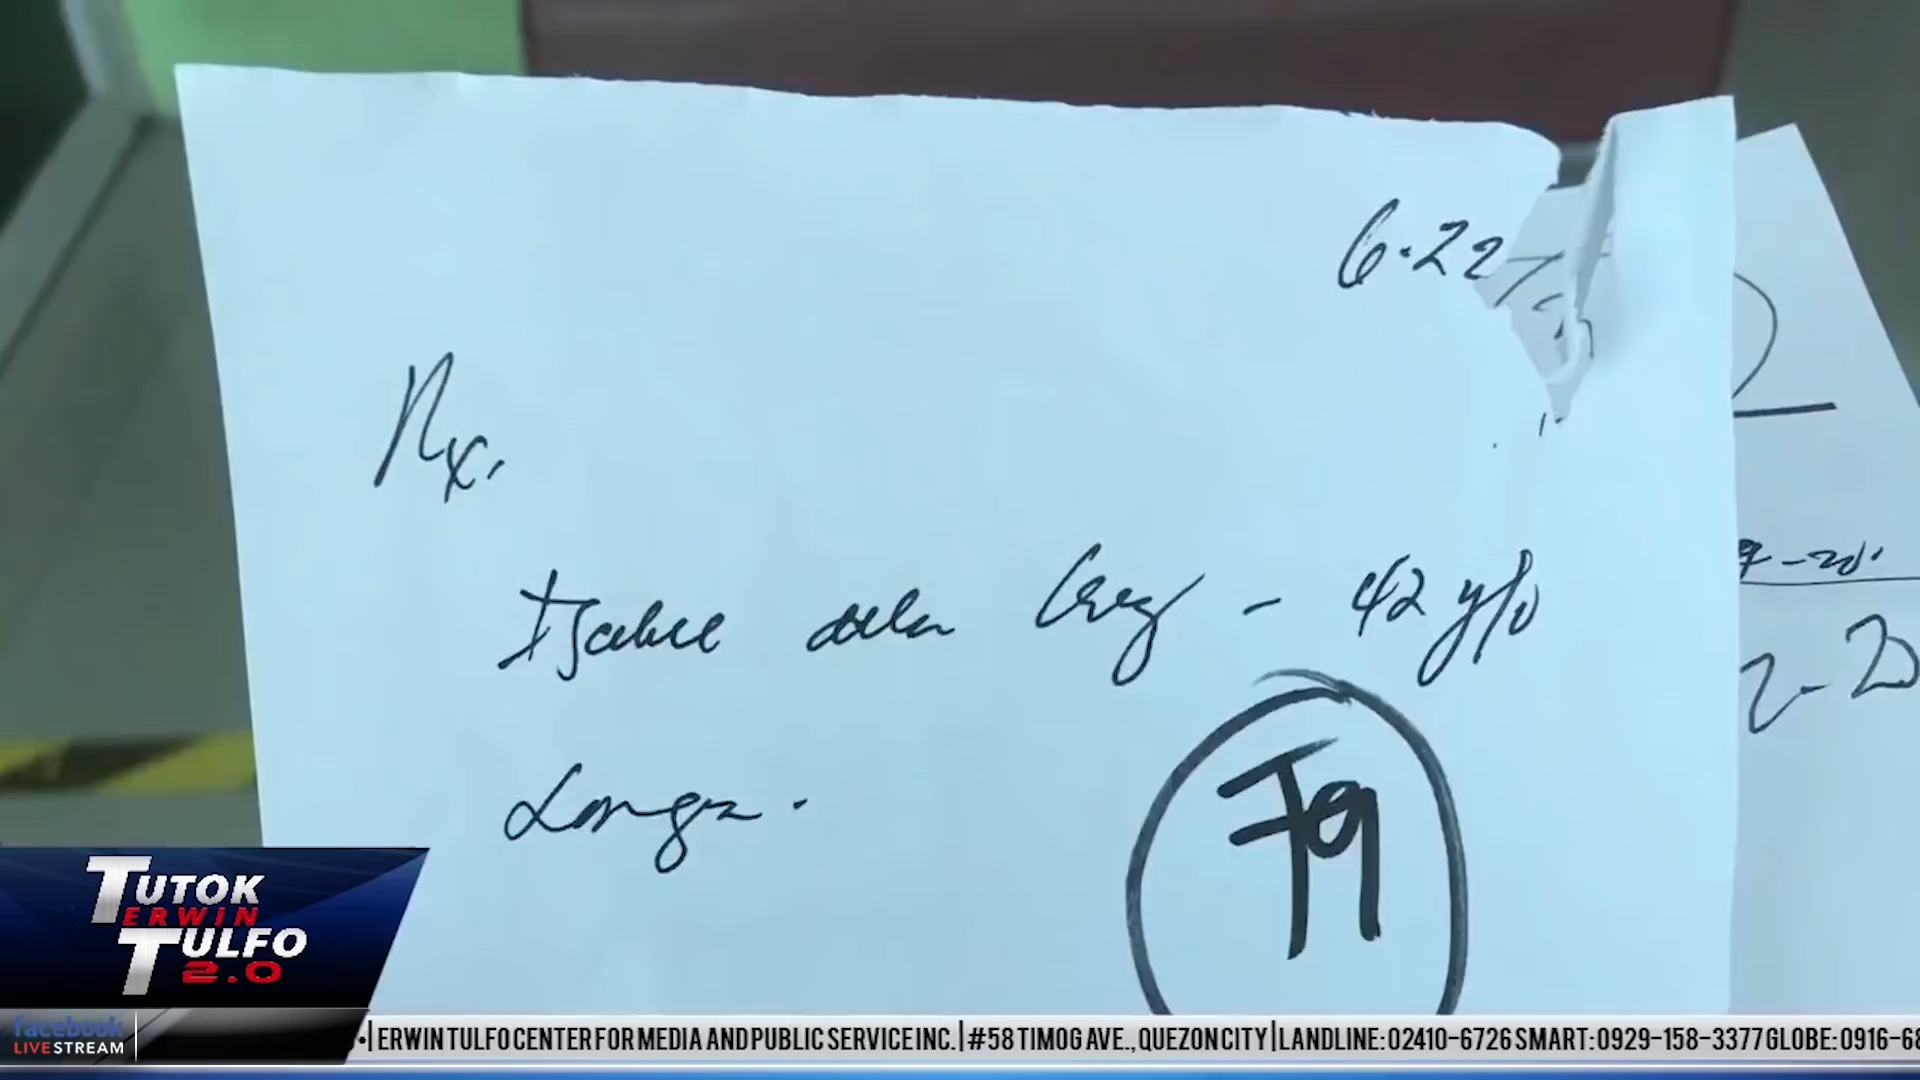 6.22
Rx.
Isabel dela Cruz - 42 y/o
Longos.
F9
TUTOK
ERWIN
TULFO
2.0
facebook
LIVESTREAM
•| ERWIN TULFO CENTER FOR MEDIA AND PUBLIC SERVICE INC. | #58 TIMOG AVE., QUEZON CITY | LANDLINE: 02410-6726 SMART: 0929-158-3377 GLOBE: 0916-68